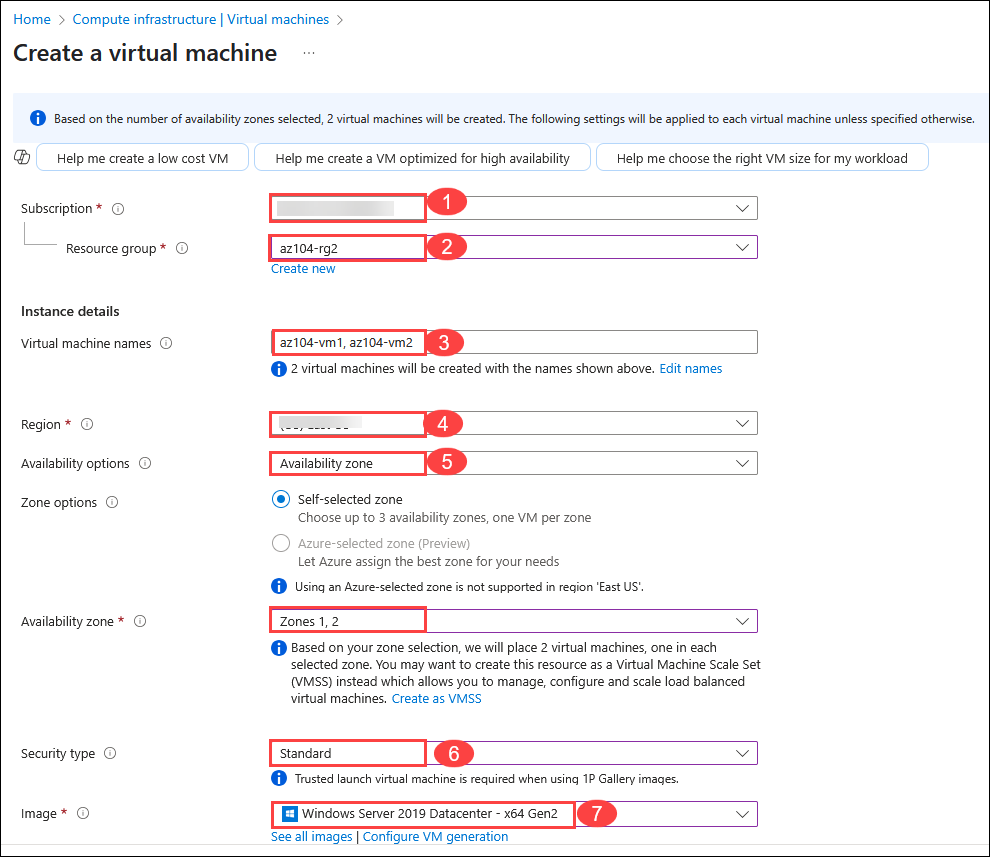 Home > Compute infrastructure | Virtual machines >
Create a virtual machine ...
Based on the number of availability zones selected, 2 virtual machines will be created. The following settings will be applied to each virtual machine unless specified otherwise.
Help me create a low cost VM Help me create a VM optimized for high availability Help me choose the right VM size for my workload
Subscription * 1
Resource group * az104-rg2 2
Create new
Instance details
Virtual machine names az104-vm1, az104-vm2 3
2 virtual machines will be created with the names shown above. Edit names
Region * 4
Availability options Availability zone 5
Zone options Self-selected zone
Choose up to 3 availability zones, one VM per zone
Azure-selected zone (Preview)
Let Azure assign the best zone for your needs
Using an Azure-selected zone is not supported in region 'East US'.
Availability zone * Zones 1, 2
Based on your zone selection, we will place 2 virtual machines, one in each
selected zone. You may want to create this resource as a Virtual Machine Scale Set
(VMSS) instead which allows you to manage, configure and scale load balanced
virtual machines. Create as VMSS
Security type Standard 6
Trusted launch virtual machine is required when using 1P Gallery images.
Image * Windows Server 2019 Datacenter - x64 Gen2 7
See all images | Configure VM generation